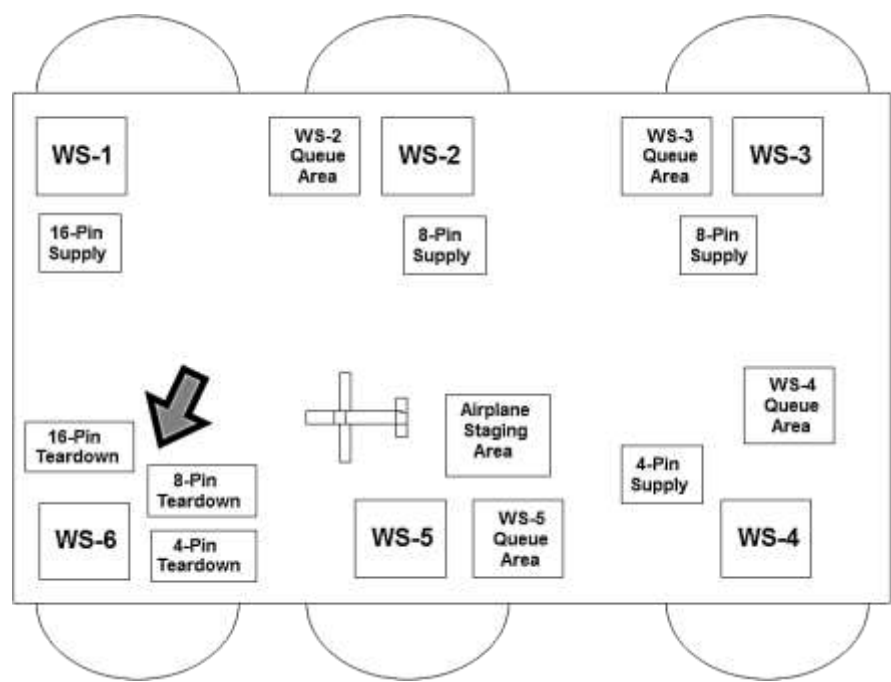 WS-1
WS-2
Queue
Area
WS-2
WS-3
Queue
Area
WS-3
16-Pin
Supply
8-Pin
Supply
8-Pin
Supply
16-Pin
Teardown
8-Pin
Teardown
WS-6
4-Pin
Teardown
Airplane
Staging
Area
WS-5
WS-5
Queue
Area
WS-4
Queue
Area
4-Pin
Supply
WS-4